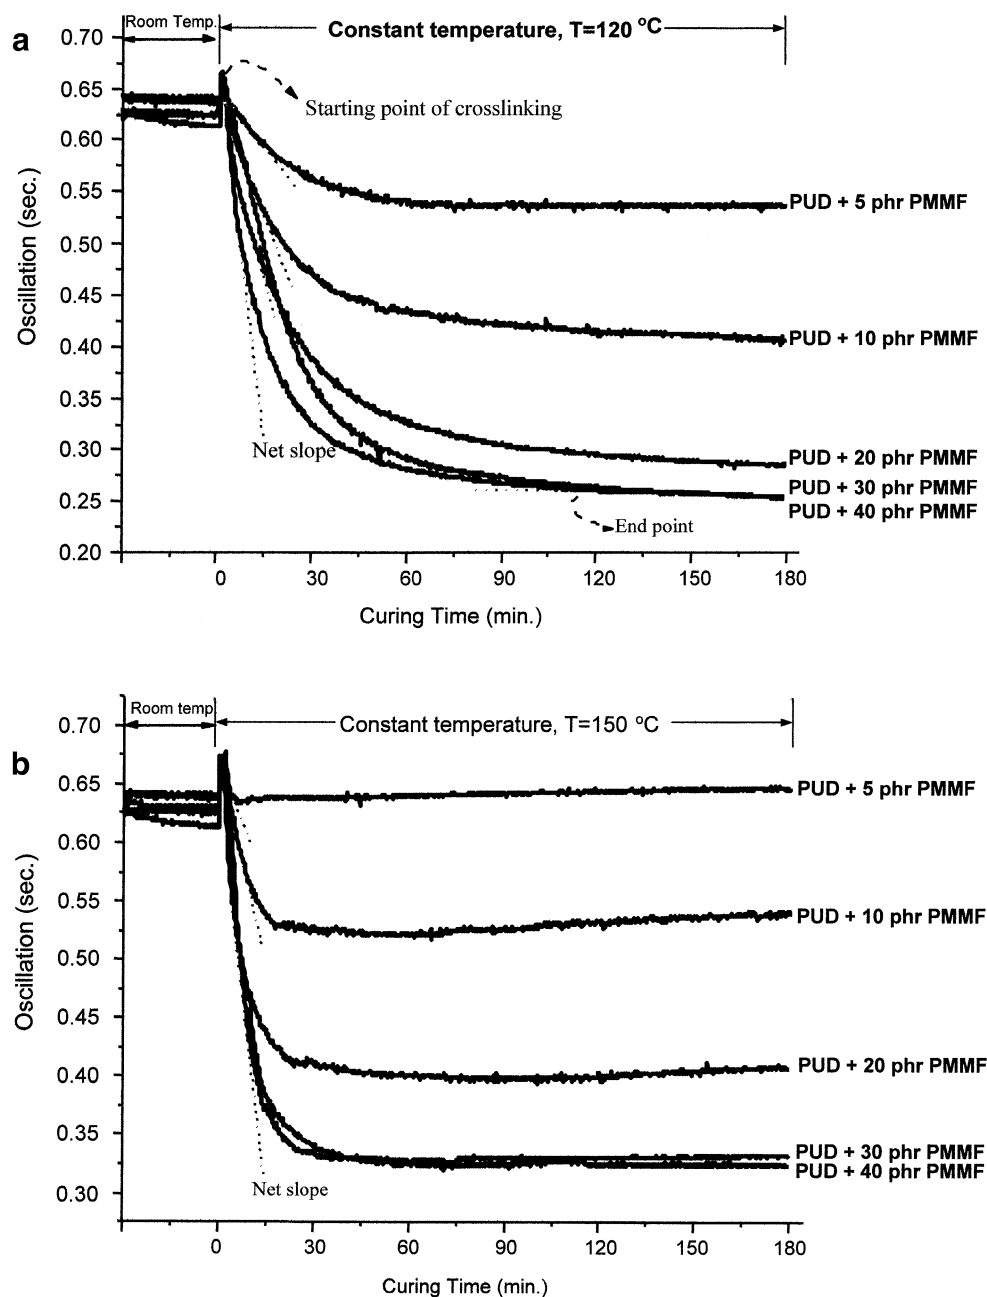 a
Room Temp.
Constant temperature, T=120 °C
0.70
0.65
0.60
0.55
0.50
0.45
0.40
0.35
0.30
0.25
0.20
Oscillation (sec.)
Starting point of crosslinking
PUD + 5 phr PMMF
PUD + 10 phr PMMF
Net slope
PUD + 20 phr PMMF
PUD + 30 phr PMMF
PUD + 40 phr PMMF
End point
0 30 60 90 120 150 180
Curing Time (min.)
b
Room temp
Constant temperature, T=150 °C
0.70
0.65
0.60
0.55
0.50
0.45
0.40
0.35
0.30
Oscillation (sec.)
PUD + 5 phr PMMF
PUD + 10 phr PMMF
PUD + 20 phr PMMF
PUD + 30 phr PMMF
PUD + 40 phr PMMF
Net slope
0 30 60 90 120 150 180
Curing Time (min.)